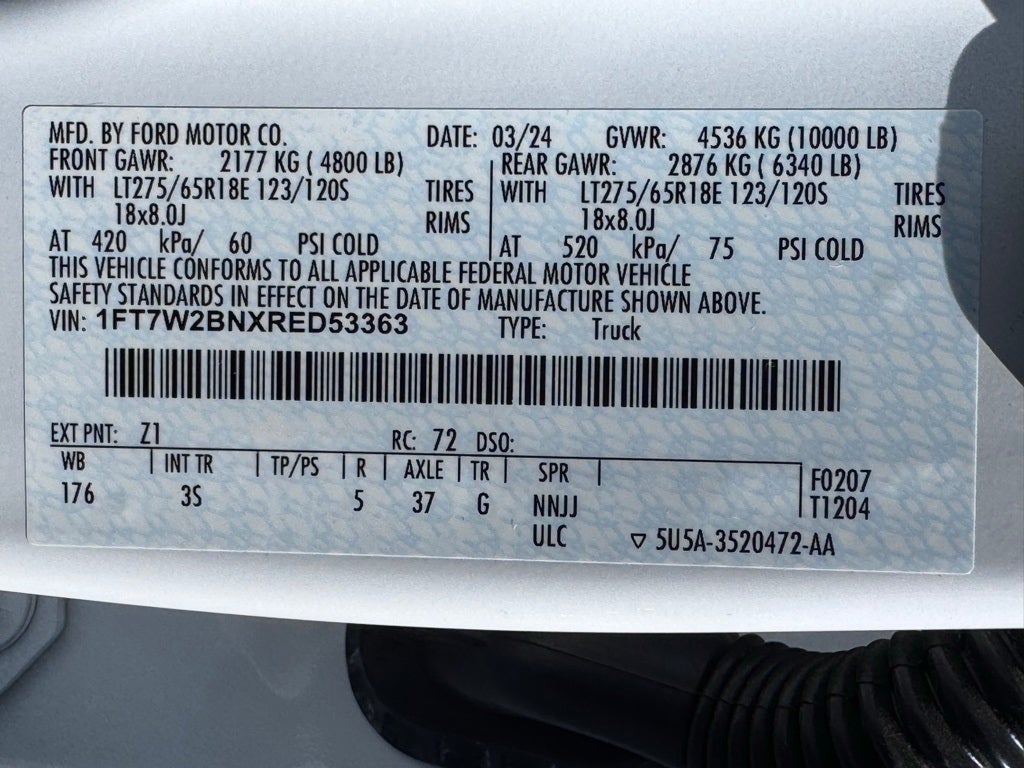 MFD. BY FORD MOTOR CO. DATE: 03/24 GVWR: 4536 KG (10000 LB)
FRONT GAWR: 2177 KG ( 4800 LB) REAR GAWR: 2876 KG ( 6340 LB)
WITH LT275/65R18E 123/120S TIRES WITH LT275/65R18E 123/120S TIRES
18x8.0J RIMS 18x8.0J RIMS
AT 420 kPa/ 60 PSI COLD AT 520 kPa/ 75 PSI COLD
THIS VEHICLE CONFORMS TO ALL APPLICABLE FEDERAL MOTOR VEHICLE
SAFETY STANDARDS IN EFFECT ON THE DATE OF MANUFACTURE SHOWN ABOVE.
VIN: 1FT7W2BNXRED53363 TYPE: Truck
EXT PNT: Z1 RC: 72 DSO:
WB INT TR TP/PS R AXLE TR SPR F0207
176 3S 5 37 G NNJJ T1204
ULC ▽ 5U5A-3520472-AA